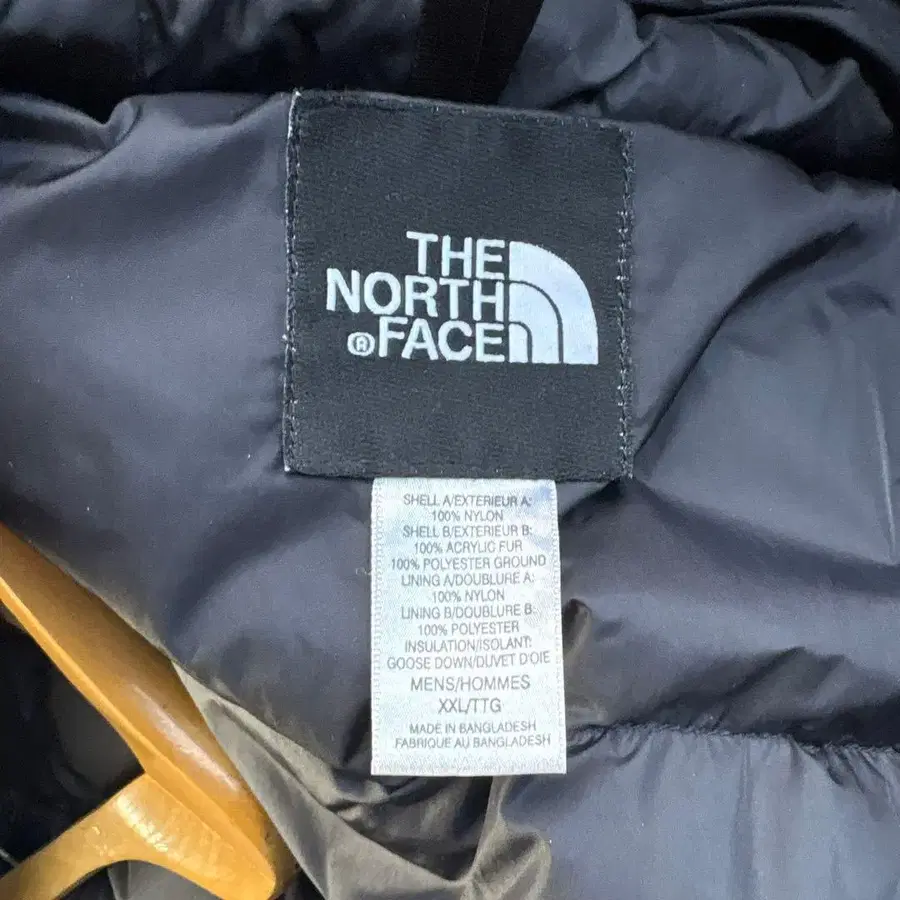 THE
NORTH
®FACE
SHELL A/EXTERIEUR A:
100% NYLON
SHELL B/EXTERIEUR B:
100% ACRYLIC FUR
100% POLYESTER GROUND
LINING A/DOUBLURE A:
100% NYLON
LINING B/DOUBLURE B:
100% POLYESTER
INSULATION/ISOLANT:
GOOSE DOWN/DUVET D'OIE
MENS/HOMMES
XXL/TTG
MADE IN BANGLADESH
FABRIQUE AU BANGLADESH